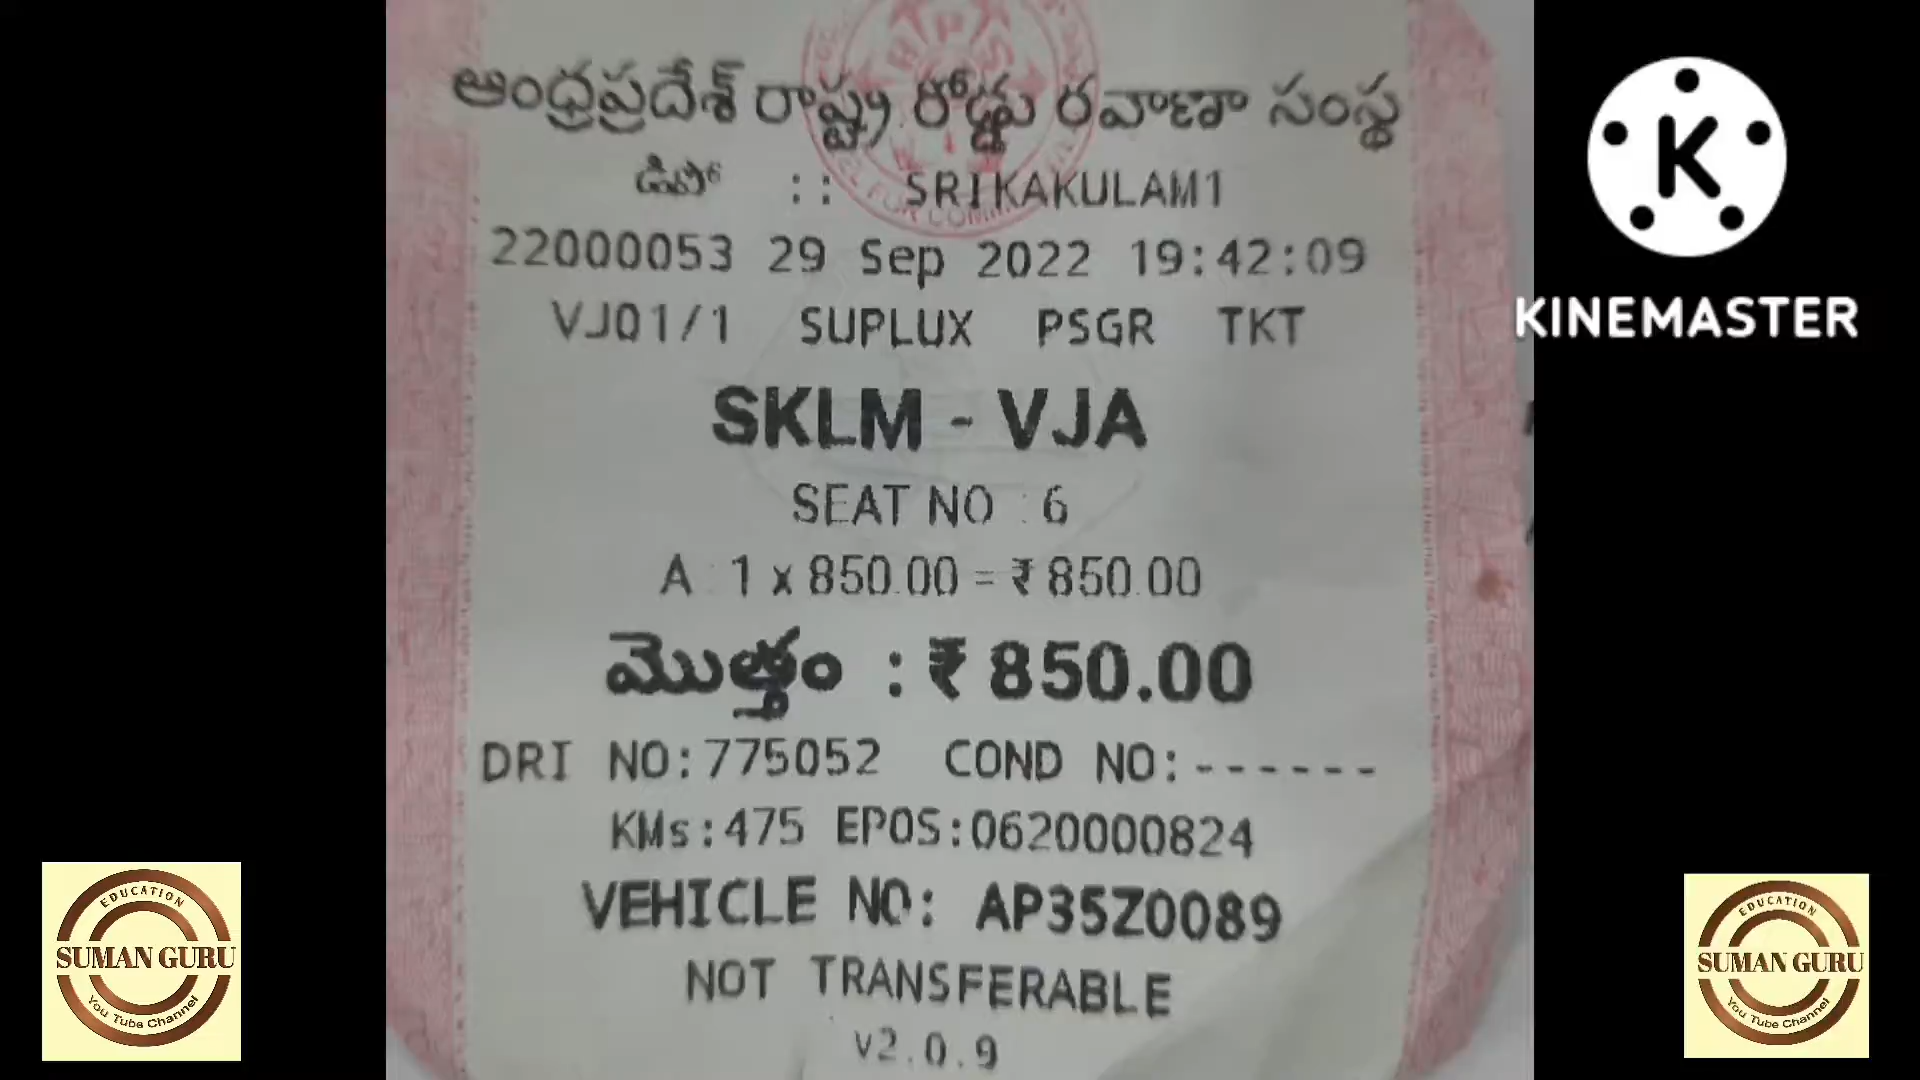 ఆంధ్రప్రదేశ్ రాష్ట్ర రోడ్డు రవాణా సంస్థ
డిపో :: SRIKAKULAM1
22000053 29 Sep 2022 19:42:09
VJ01/1 SUPLUX PSGR TKT
SKLM - VJA
SEAT NO : 6
A 1 x 850.00 = ₹ 850.00
మొత్తం : ₹ 850.00
DRI NO:775052 COND NO:------
KMs:475 EPOS:0620000824
VEHICLE NO: AP35Z0089
NOT TRANSFERABLE
v2.0.9
K
KINEMASTER
EDUCATION
SUMAN GURU
You Tube Channel
EDUCATION
SUMAN GURU
You Tube Channel